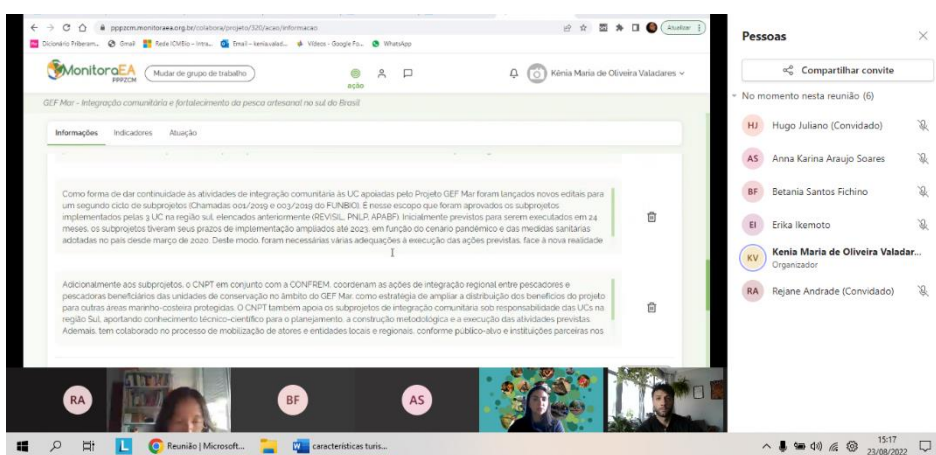 pppzcm.monitoraea.org.br/colabora/projeto/320/acao/informacao
Atualizar
Dicionário Priberam...
Gmail
Rede ICMBio – Intra...
Email – kenia.valad...
Vídeos - Google Fo...
WhatsApp
MonitoraEA
PPPZCM
Mudar de grupo de trabalho
ação
Kênia Maria de Oliveira Valadares
GEF Mar - Integração comunitária e fortalecimento da pesca artesanal no sul do Brasil
Informações
Indicadores
Atuação
Como forma de dar continuidade às atividades de integração comunitária às UC apoiadas pelo Projeto GEF Mar foram lançados novos editais para
um segundo ciclo de subprojetos (Chamadas 001/2019 e 003/2019 do FUNBIO). É nesse escopo que foram aprovados os subprojetos
implementados pelas 3 UC na região sul, elencados anteriormente (REVISIL, PNLP, APABF). Inicialmente previstos para serem executados em 24
meses, os subprojetos tiveram seus prazos de implementação ampliados até 2023, em função do cenário pandêmico e das medidas sanitárias
adotadas no país desde março de 2020. Deste modo, foram necessárias várias adequações à execução das ações previstas, face à nova realidade
Adicionalmente aos subprojetos, o CNPT em conjunto com a CONFREM, coordenam as ações de integração regional entre pescadores e
pescadoras beneficiários das unidades de conservação no âmbito do GEF Mar, como estratégia de ampliar a distribuição dos benefícios do projeto
para outras áreas marinho-costeira protegidas. O CNPT também apoia os subprojetos de integração comunitária sob responsabilidade das UCs na
região Sul, aportando conhecimento técnico-científico para o planejamento, a construção metodológica e a execução das atividades previstas.
Ademais, tem colaborado no processo de mobilização de atores e entidades locais e regionais, conforme público-alvo e instituições parceiras nos
RA
BF
AS
Pessoas
Compartilhar convite
No momento nesta reunião (6)
HJ Hugo Juliano (Convidado)
AS Anna Karina Araujo Soares
BF Betania Santos Fichino
EI Erika Ikemoto
KV Kenia Maria de Oliveira Valadar...
Organizador
RA Rejane Andrade (Convidado)
L
Reunião | Microsoft...
características turis...
15:17
23/08/2022